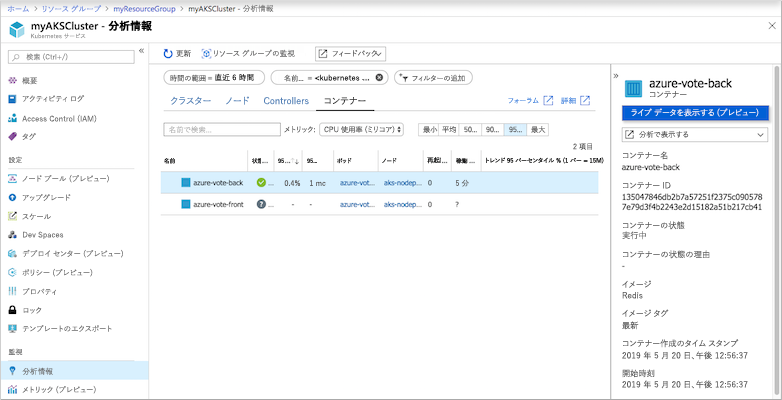 ホーム > リソース グループ > myResourceGroup > myAKSCluster - 分析情報
myAKSCluster - 分析情報
Kubernetes サービス
検索 (Ctrl+/)
概要
アクティビティ ログ
Access Control (IAM)
タグ
設定
ノード プール (プレビュー)
アップグレード
スケール
Dev Spaces
デプロイ センター (プレビュー)
ポリシー (プレビュー)
プロパティ
ロック
テンプレートのエクスポート
監視
分析情報
メトリック (プレビュー)
更新 リソース グループの監視 フィードバック
時間の範囲 = 直近 6 時間 名前... = <kubernetes ... フィルターの追加
クラスター ノード Controllers コンテナー フォーラム 詳細
名前で検索... メトリック: CPU 使用率 (ミリコア) 最小 平均 50... 90... 95... 最大
2 項目
名前 状態... 95...↓ 95... ポッド ノード 再起... 稼働... トレンド 95 パーセンタイル % (1 バー = 15M)
azure-vote-back ... 0.4% 1 mc azure-vot... aks-nodep... 0 5 分
azure-vote-front ... - - azure-vot... aks-nodep... 0 ?
azure-vote-back
コンテナー
ライブ データを表示する (プレビュー)
分析で表示する
コンテナー名
azure-vote-back
コンテナー ID
135047846db2b7a57251f2375c090578
7e79d3f4b2243e2d15182a51b217cb41
コンテナーの状態
実行中
コンテナーの状態の理由
-
イメージ
Redis
イメージ タグ
最新
コンテナー作成のタイム スタンプ
2019 年 5 月 20 日、午後 12:56:37
開始時刻
2019 年 5 月 20 日、午後 12:56:37